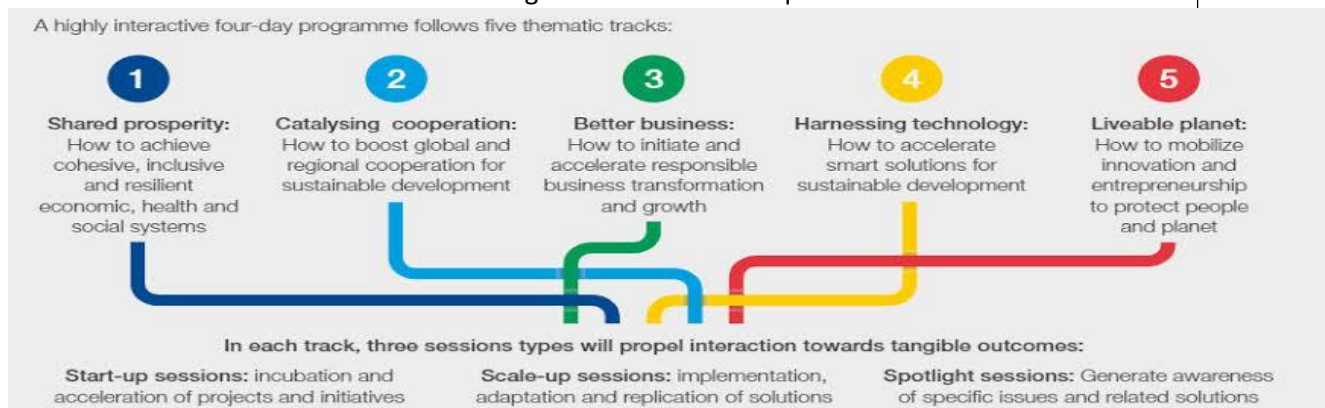 A highly interactive four-day programme follows five thematic tracks:
1
Shared prosperity:
How to achieve
cohesive, inclusive
and resilient
economic, health and
social systems
2
Catalysing cooperation:
How to boost global and
regional cooperation for
sustainable development
3
Better business:
How to initiate and
accelerate responsible
business transformation
and growth
4
Harnessing technology:
How to accelerate
smart solutions for
sustainable development
5
Liveable planet:
How to mobilize
innovation and
entrepreneurship
to protect people
and planet
In each track, three sessions types will propel interaction towards tangible outcomes:
Start-up sessions: incubation and
acceleration of projects and initiatives
Scale-up sessions: implementation,
adaptation and replication of solutions
Spotlight sessions: Generate awareness
of specific issues and related solutions